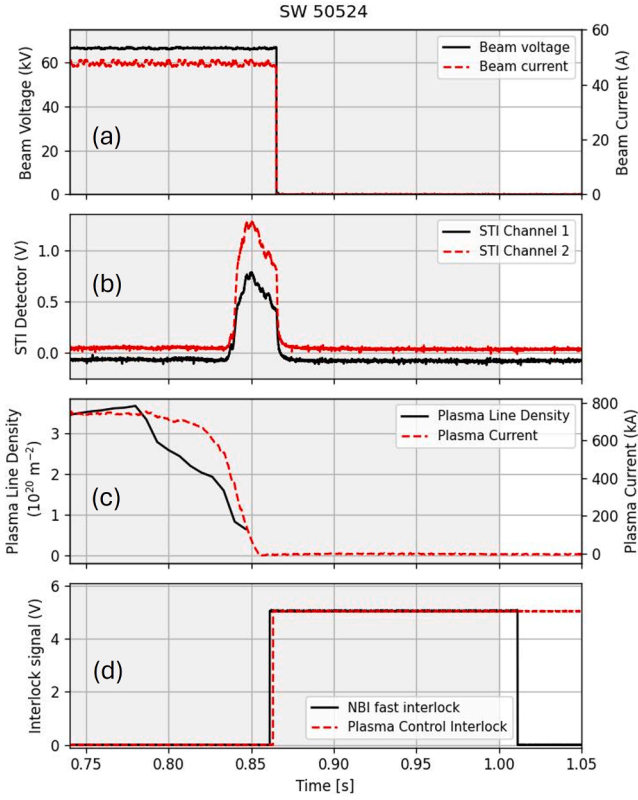 SW 50524
Beam Voltage (kV)
60
40
20
0
(a)
Beam voltage
Beam current
60
40
20
0
Beam Current (A)
STI Detector (V)
1.0
0.5
0.0
(b)
STI Channel 1
STI Channel 2
Plasma Line Density
(10²⁰ m⁻²)
3
2
1
0
(c)
Plasma Line Density
Plasma Current
800
600
400
200
0
Plasma Current (kA)
Interlock signal (V)
6
4
2
0
(d)
NBI fast interlock
Plasma Control Interlock
0.75 0.80 0.85 0.90 0.95 1.00 1.05
Time [s]